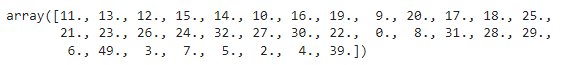 array([11., 13., 12., 15., 14., 10., 16., 19., 9., 20., 17., 18., 25.,
21., 23., 26., 24., 32., 27., 30., 22., 0., 8., 31., 28., 29.,
6., 49., 3., 7., 5., 2., 4., 39.])